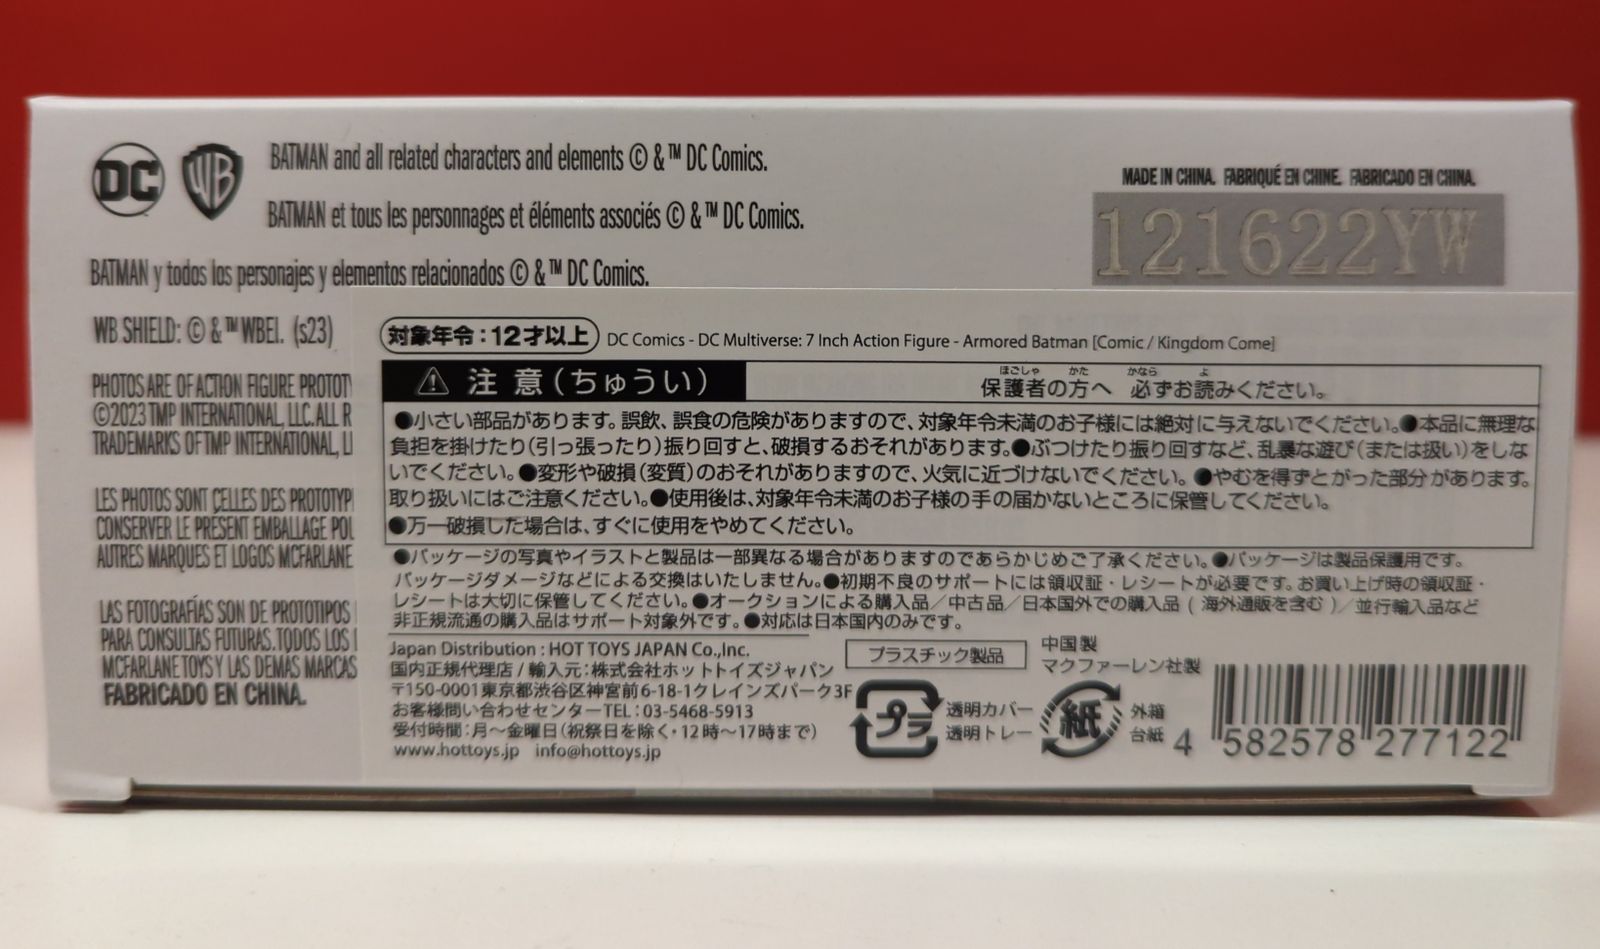 DC
WB
BATMAN and all related characters and elements © & ™ DC Comics.
BATMAN et tous les personnages et éléments associés © & ™ DC Comics.
BATMAN y todos los personajes y elementos relacionados © & ™ DC Comics.
WB SHIELD: © & ™ WBEI. (s23)
PHOTOS ARE OF ACTION FIGURE PROTOTY
©2023 TMP INTERNATIONAL, LLC. ALL R
TRADEMARKS OF TMP INTERNATIONAL, LL
LES PHOTOS SONT CELLES DES PROTOTYP
CONSERVER LE PRÉSENT EMBALLAGE POU
AUTRES MARQUES ET LOGOS MCFARLANE
LAS FOTOGRAFÍAS SON DE PROTOTIPOS
PARA CONSULTAS FUTURAS. TODOS LOS
MCFARLANE TOYS Y LAS DEMÁS MARCAS
FABRICADO EN CHINA.
MADE IN CHINA. FABRIQUÉ EN CHINE. FABRICADO EN CHINA.
121622YW
対象年令:12才以上 DC Comics - DC Multiverse: 7 Inch Action Figure - Armored Batman [Comic / Kingdom Come]
注意(ちゅうい)
ほごしゃ かた かなら よ
保護者の方へ 必ずお読みください。
●小さい部品があります。誤飲、誤食の危険がありますので、対象年令未満のお子様には絶対に与えないでください。●本品に無理な
負担を掛けたり(引っ張ったり)振り回すと、破損するおそれがあります。●ぶつけたり振り回すなど、乱暴な遊び(または扱い)をしな
いでください。●変形や破損(変質)のおそれがありますので、火気に近づけないでください。●やむを得ずとがった部分があります。
取り扱いにはご注意ください。●使用後は、対象年令未満のお子様の手の届かないところに保管してください。
●万一破損した場合は、すぐに使用をやめてください。
●パッケージの写真やイラストと製品は一部異なる場合がありますのであらかじめご了承ください。●パッケージは製品保護用です。
パッケージダメージなどによる交換はいたしません。●初期不良のサポートには領収証・レシートが必要です。お買い上げ時の領収証・
レシートは大切に保管してください。●オークションによる購入品/中古品/日本国外での購入品(海外通販を含む)/並行輸入品など
非正規流通の購入品はサポート対象外です。●対応は日本国内のみです。
Japan Distribution : HOT TOYS JAPAN Co.,Inc.
国内正規代理店 / 輸入元:株式会社ホットトイズジャパン
〒150-0001東京都渋谷区神宮前6-18-1クレインズパーク3F
お客様問い合わせセンターTEL:03-5468-5913
受付時間:月〜金曜日(祝祭日を除く・12時〜17時まで)
www.hottoys.jp info@hottoys.jp
プラスチック製品
中国製
マクファーレン社製
プラ
透明カバー
透明トレー
紙
外箱
台紙
4 582578 277122